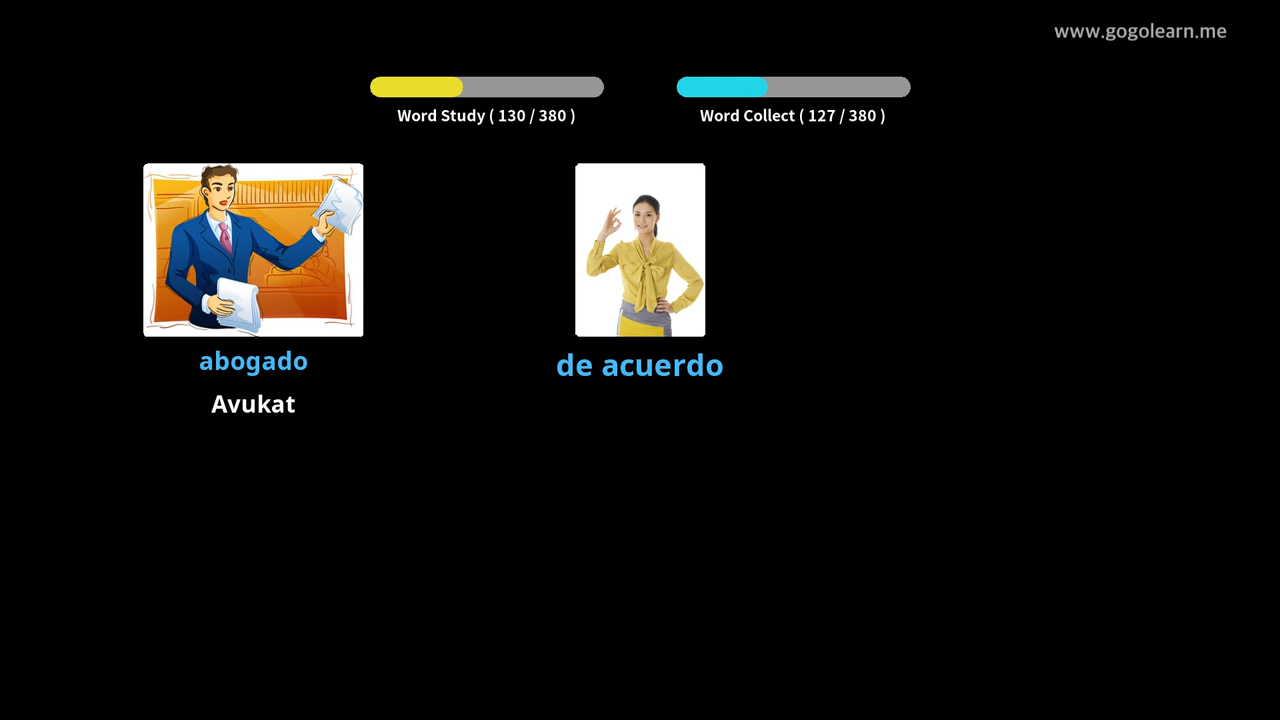 www.gogolearn.me
Word Study ( 130 / 380 )
Word Collect ( 127 / 380 )
abogado
de acuerdo
Avukat